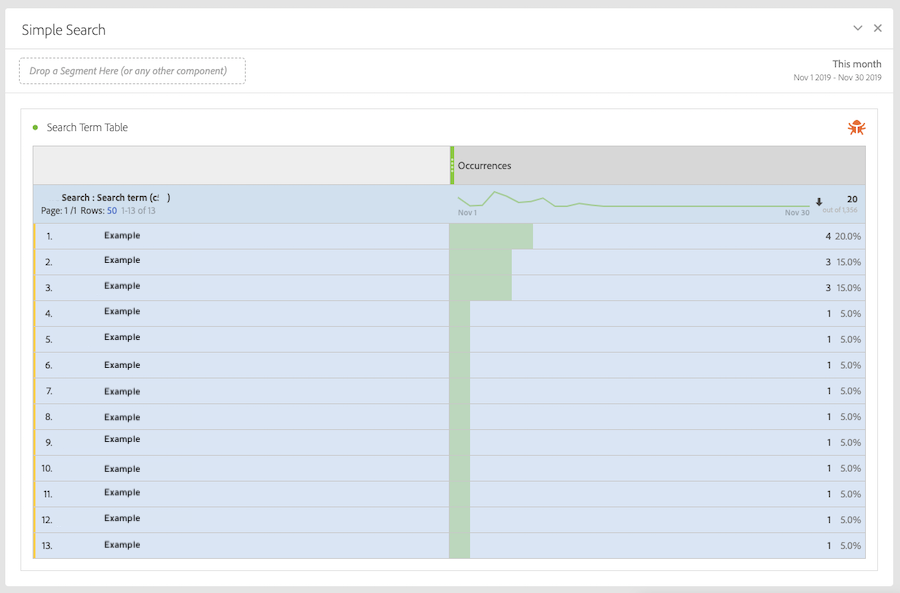 Simple Search
Drop a Segment Here (or any other component)
This month
Nov 1 2019 - Nov 30 2019
Search Term Table
Occurrences
Search : Search term (c: )
Page: 1 /1 Rows: 50 1-13 of 13
Nov 1
Nov 30
20
out of 1,356
1. Example 4 20.0%
2. Example 3 15.0%
3. Example 3 15.0%
4. Example 1 5.0%
5. Example 1 5.0%
6. Example 1 5.0%
7. Example 1 5.0%
8. Example 1 5.0%
9. Example 1 5.0%
10. Example 1 5.0%
11. Example 1 5.0%
12. Example 1 5.0%
13. Example 1 5.0%